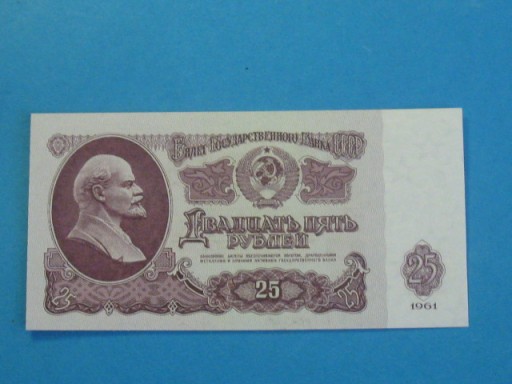 Билет Государственного Банка СССР
Двадцать пять
рублей
25
25
1961